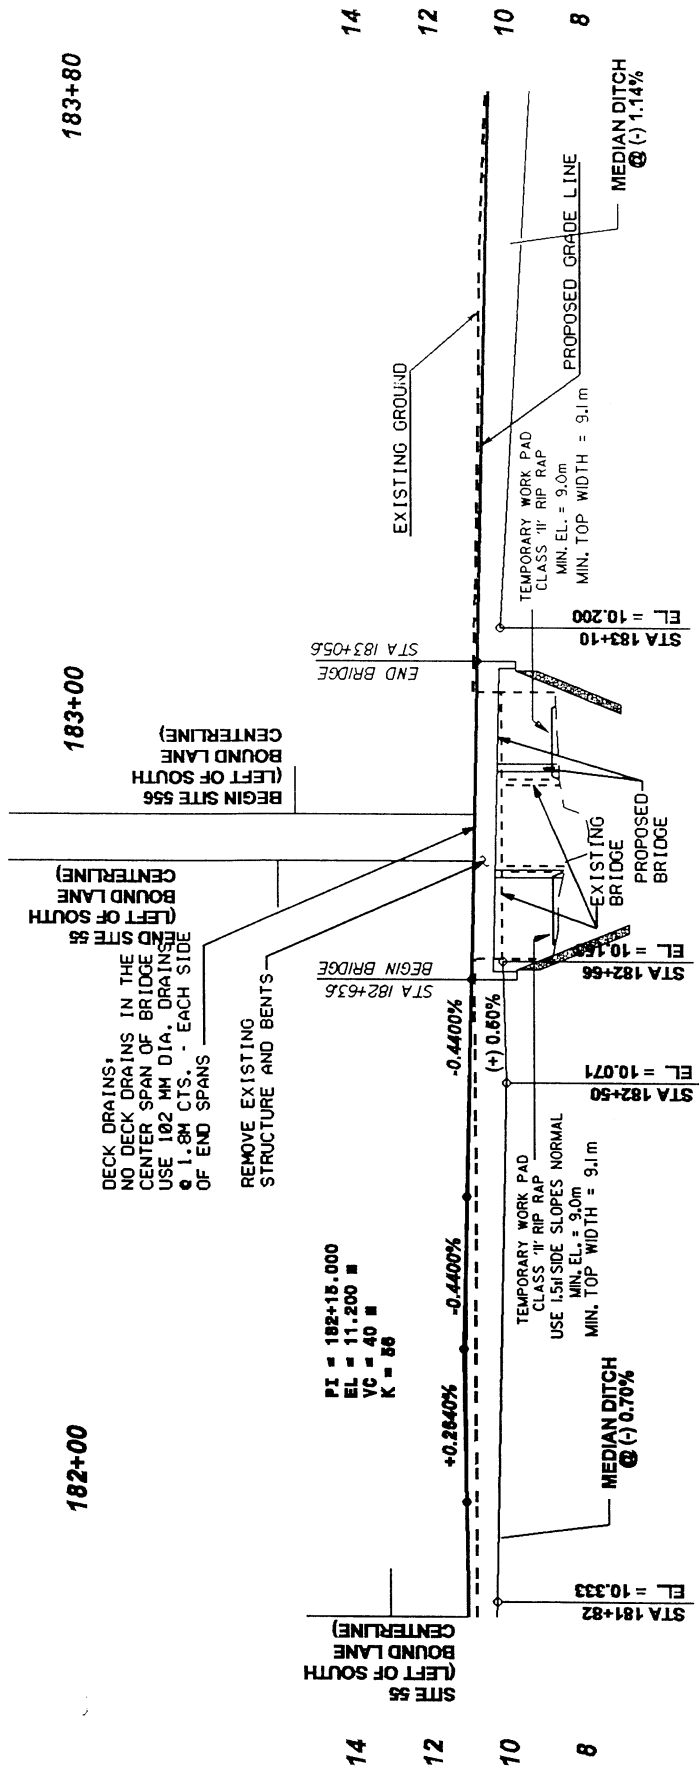 182+00
183+00
183+80
14
12
10
8
14
12
10
8
SITE 55
(LEFT OF SOUTH
BOUND LANE
CENTERLINE)
DECK DRAINS:
NO DECK DRAINS IN THE
CENTER SPAN OF BRIDGE
USE 102 MM DIA. DRAINS
@ 1.8M CTS. - EACH SIDE
OF END SPANS
REMOVE EXISTING
STRUCTURE AND BENTS
END SITE 55
(LEFT OF SOUTH
BOUND LANE
CENTERLINE)
BEGIN SITE 556
(LEFT OF SOUTH
BOUND LANE
CENTERLINE)
PI = 182+15.000
EL = 11.200 M
VC = 40 M
K =
+0.2640%
-0.4400%
-0.4400%
(+) 0.60%
STA 182+63.6
BEGIN BRIDGE
END BRIDGE
STA 183+05.6
EXISTING GROUND
PROPOSED GRADE LINE
STA 181+82
EL = 10.333
MEDIAN DITCH
@ (-) 0.70%
STA 182+50
EL = 10.071
STA 182+66
EL =
TEMPORARY WORK PAD
CLASS 'II' RIP RAP
USE 1.5:1 SIDE SLOPES NORMAL
MIN. EL. = 9.0m
MIN. TOP WIDTH = 9.1m
EXISTING
BRIDGE
PROPOSED
BRIDGE
STA 183+10
EL = 10.200
TEMPORARY WORK PAD
CLASS 'II' RIP RAP
MIN. EL. = 9.0m
MIN. TOP WIDTH = 9.1m
MEDIAN DITCH
@ (-) 1.14%